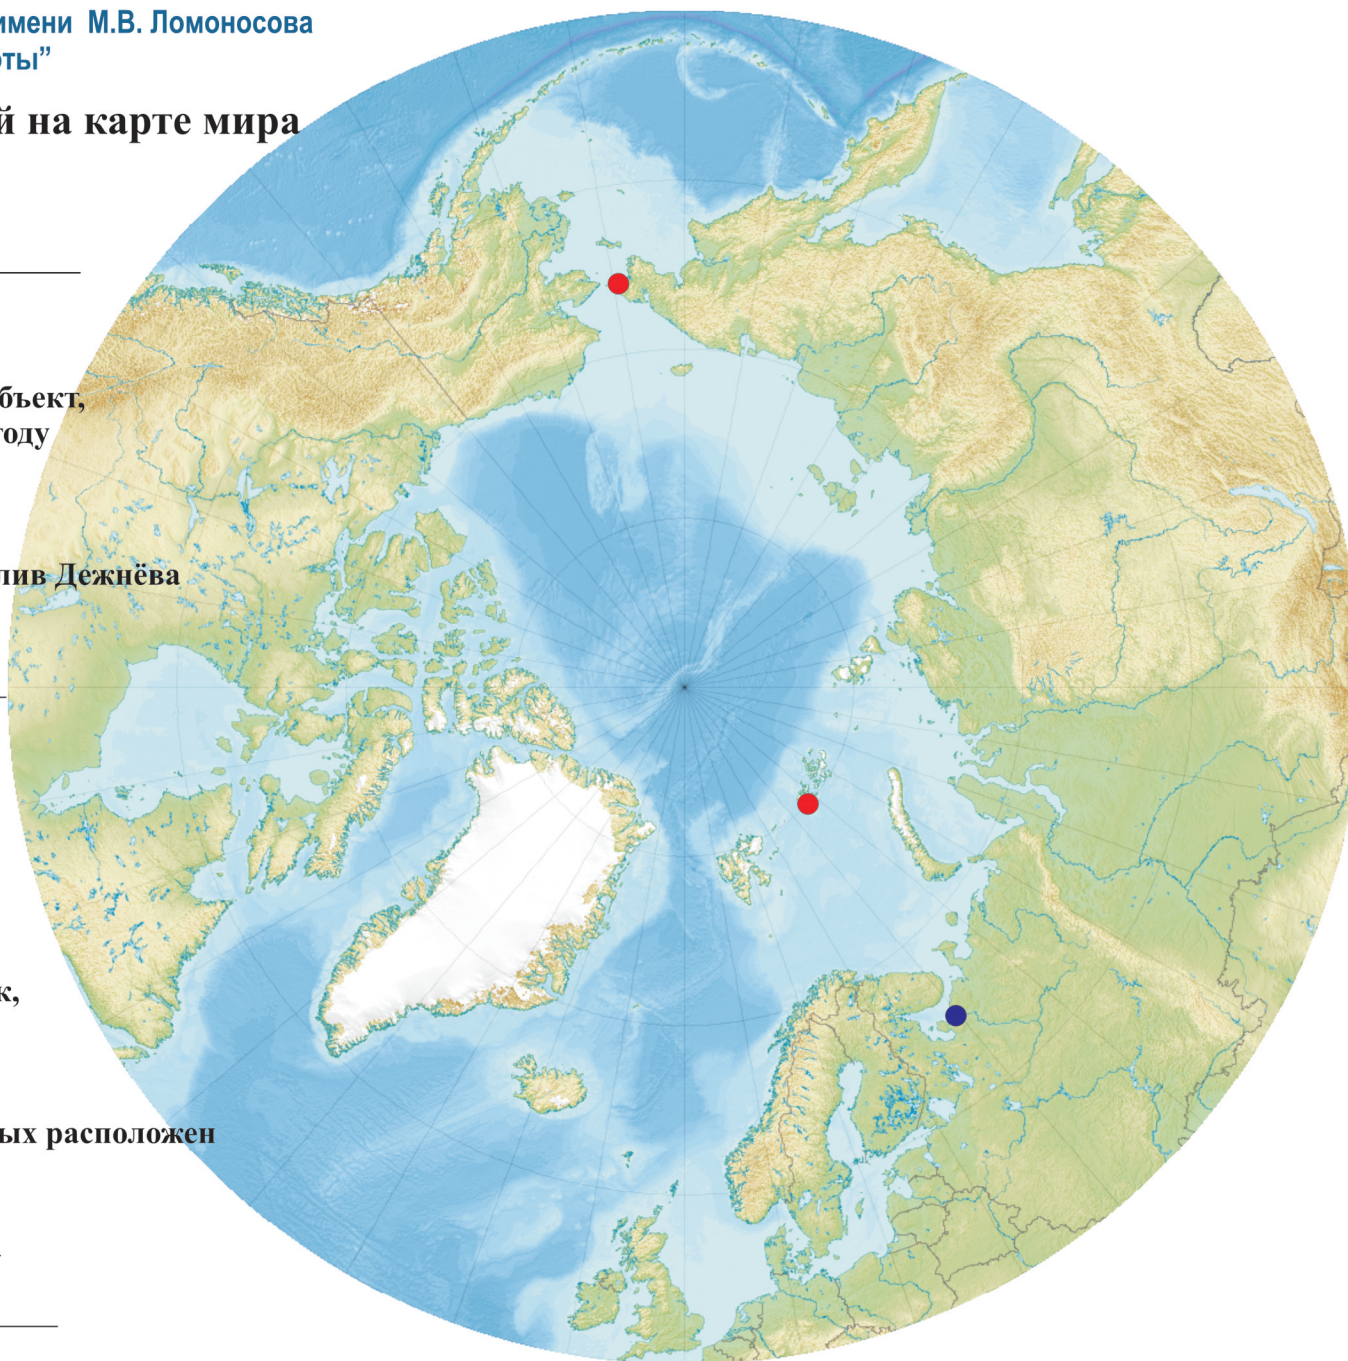 имени М.В. Ломоносова
оты”
й на карте мира
бъект,
году
лив Дежнёва
к,
ых расположен